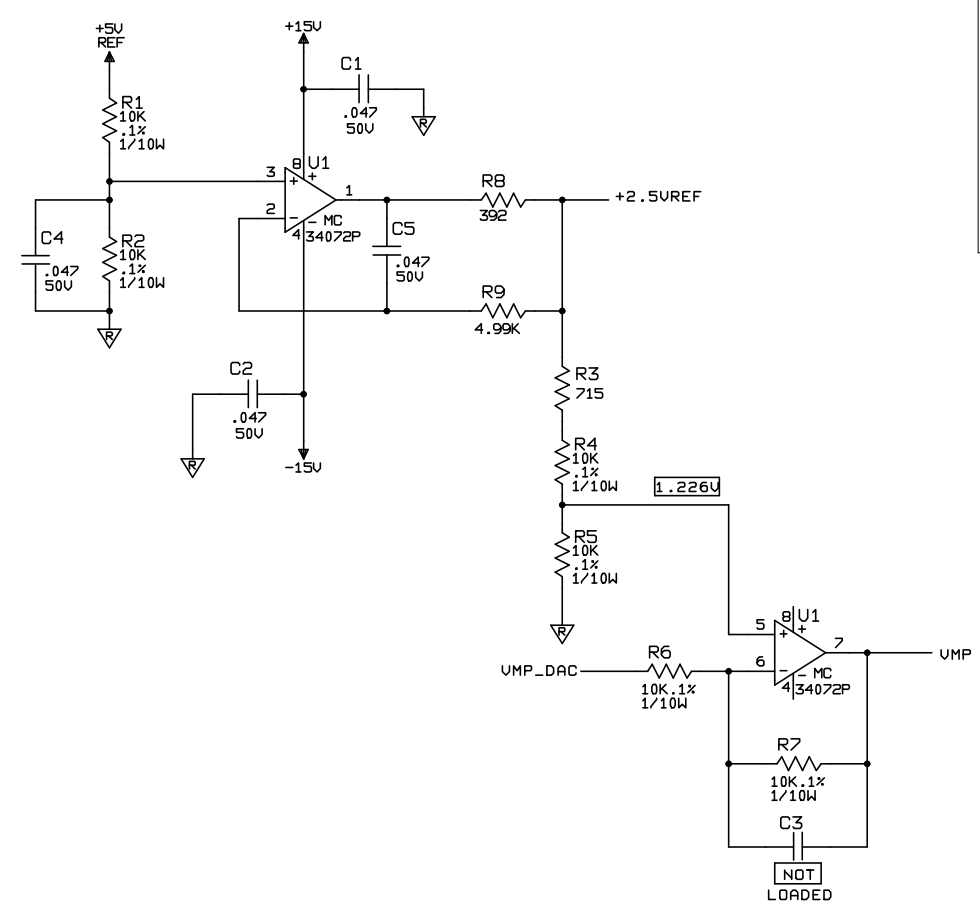 +5V
REF
+15V
C1
.047
50V
R
R1
10K
.1%
1/10W
3
8
U1
+
+
1
2
-
- MC
4
34072P
R8
392
+2.5VREF
C4
.047
50V
R2
10K
.1%
1/10W
R
C5
.047
50V
R9
4.99K
C2
.047
50V
R
-15V
R3
715
R4
10K
.1%
1/10W
1.226V
R5
10K
.1%
1/10W
R
5
8
U1
+
+
7
VMP
VMP_DAC
R6
10K.1%
1/10W
6
-
- MC
4
34072P
R7
10K.1%
1/10W
C3
NOT
LOADED